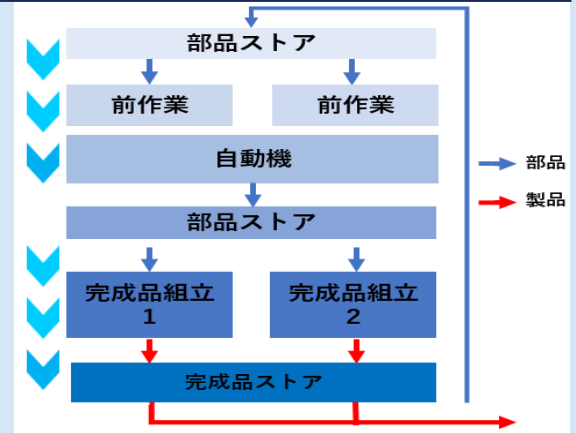 部品ストア
前作業
前作業
自動機
部品
製品
部品ストア
完成品組立
1
完成品組立
2
完成品ストア